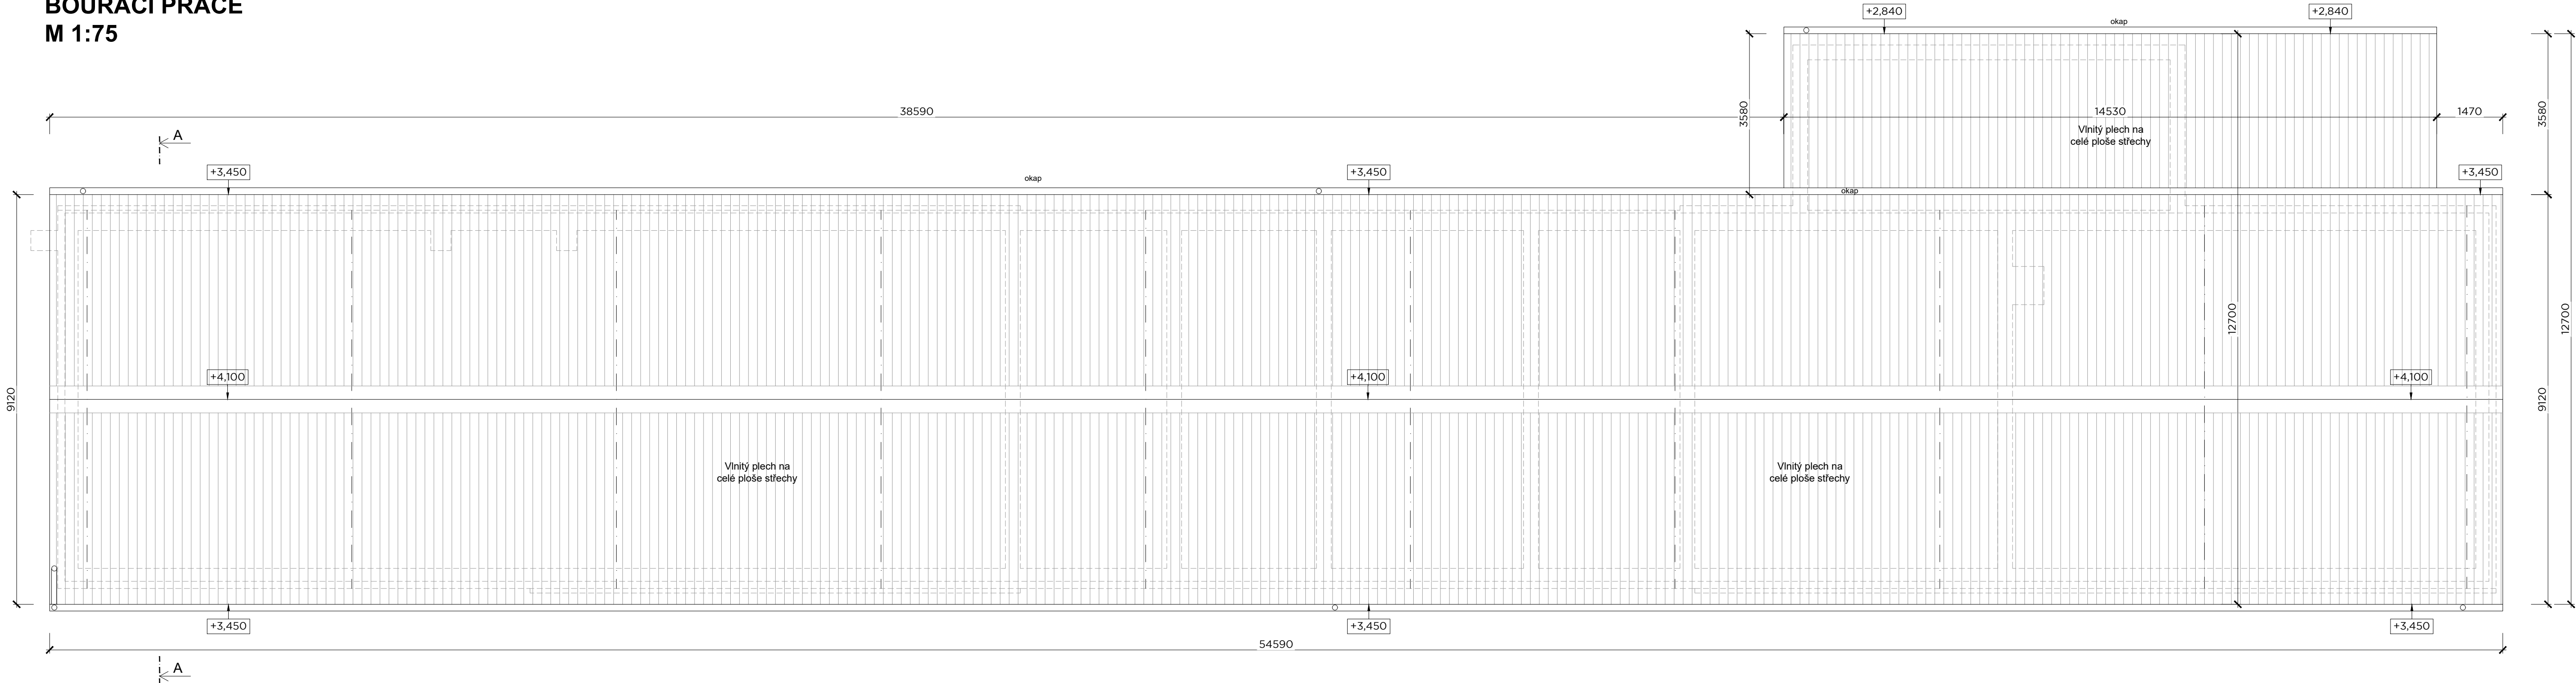 BOURACÍ PRÁCE
M 1:75
+2,840
+2,840
okap
38590
14530
1470
3580
3580
Vlnitý plech na
celé ploše střechy
A
+3,450
okap
+3,450
okap
+3,450
12700
12700
+4,100
+4,100
+4,100
9120
9120
Vlnitý plech na
celé ploše střechy
Vlnitý plech na
celé ploše střechy
+3,450
+3,450
+3,450
54590
A